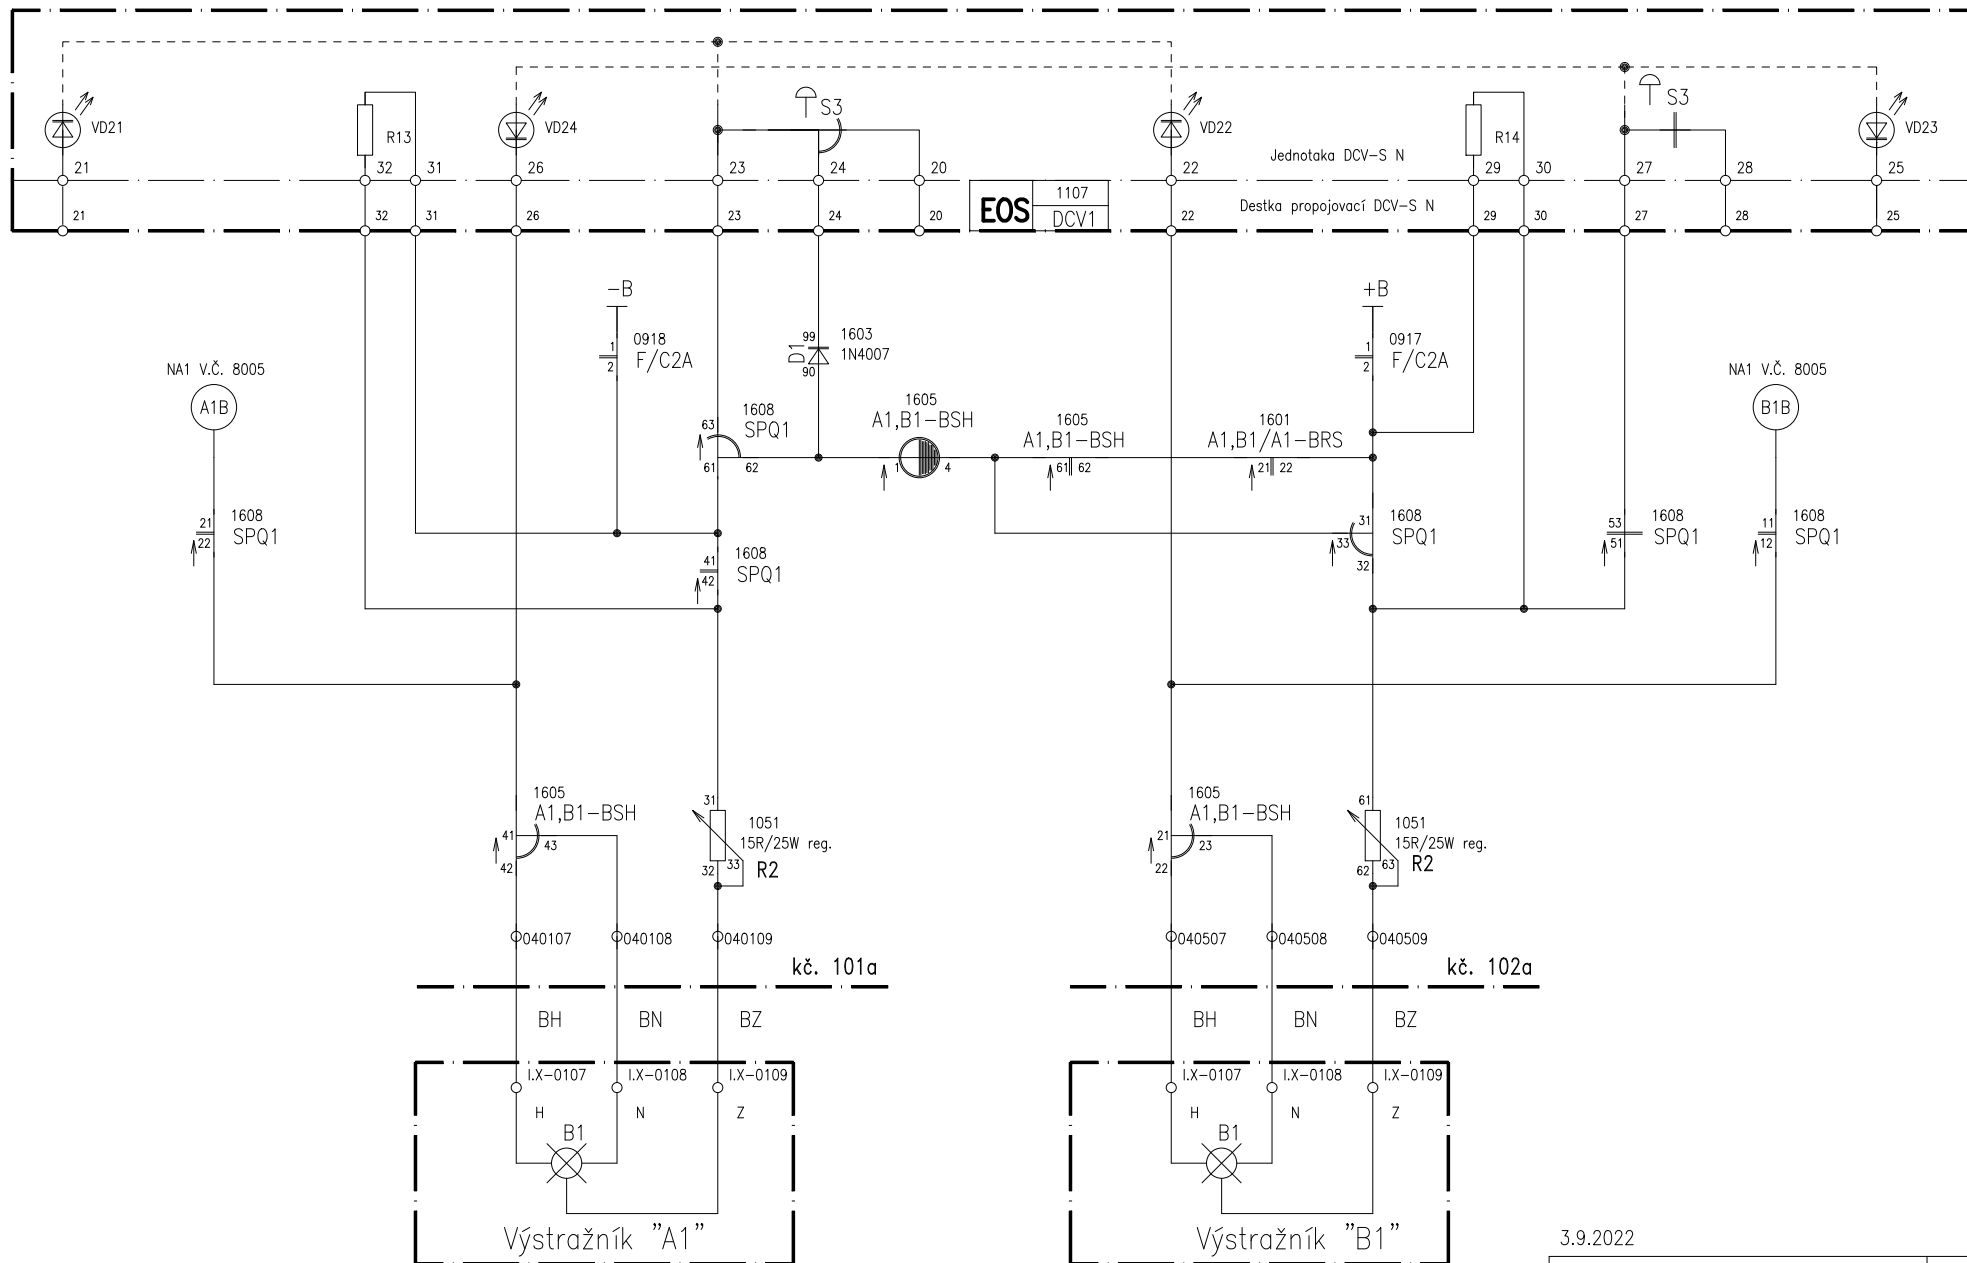 S3
S3
VD21
R13
VD24
VD22
R14
VD23
Jednotaka DCV-S N
21 32 31 26 23 24 20 22 29 30 27 28 25
EOS
1107
DCV1
Destka propojovací DCV-S N
21 32 31 26 23 24 20 22 29 30 27 28 25
-B
+B
1
2
0918
F/C2A
99
D1
90
1603
1N4007
1
2
0917
F/C2A
NA1 V.Č. 8005
A1B
NA1 V.Č. 8005
B1B
63
61 62
1608
SPQ1
1605
A1,B1-BSH
1 4
1605
A1,B1-BSH
61 62
1601
A1,B1/A1-BRS
21 22
21
22
1608
SPQ1
41
42
1608
SPQ1
31
33
32
1608
SPQ1
53
51
1608
SPQ1
11
12
1608
SPQ1
1605
A1,B1-BSH
41
43
42
31
1051
15R/25W reg.
32 33
R2
1605
A1,B1-BSH
21
23
22
61
1051
15R/25W reg.
62 63
R2
040107 040108 040109
040507 040508 040509
kč. 101a
kč. 102a
BH BN BZ
BH BN BZ
I.X-0107 I.X-0108 I.X-0109
I.X-0107 I.X-0108 I.X-0109
H N Z
H N Z
B1
B1
Výstražník "A1"
Výstražník "B1"
3.9.2022